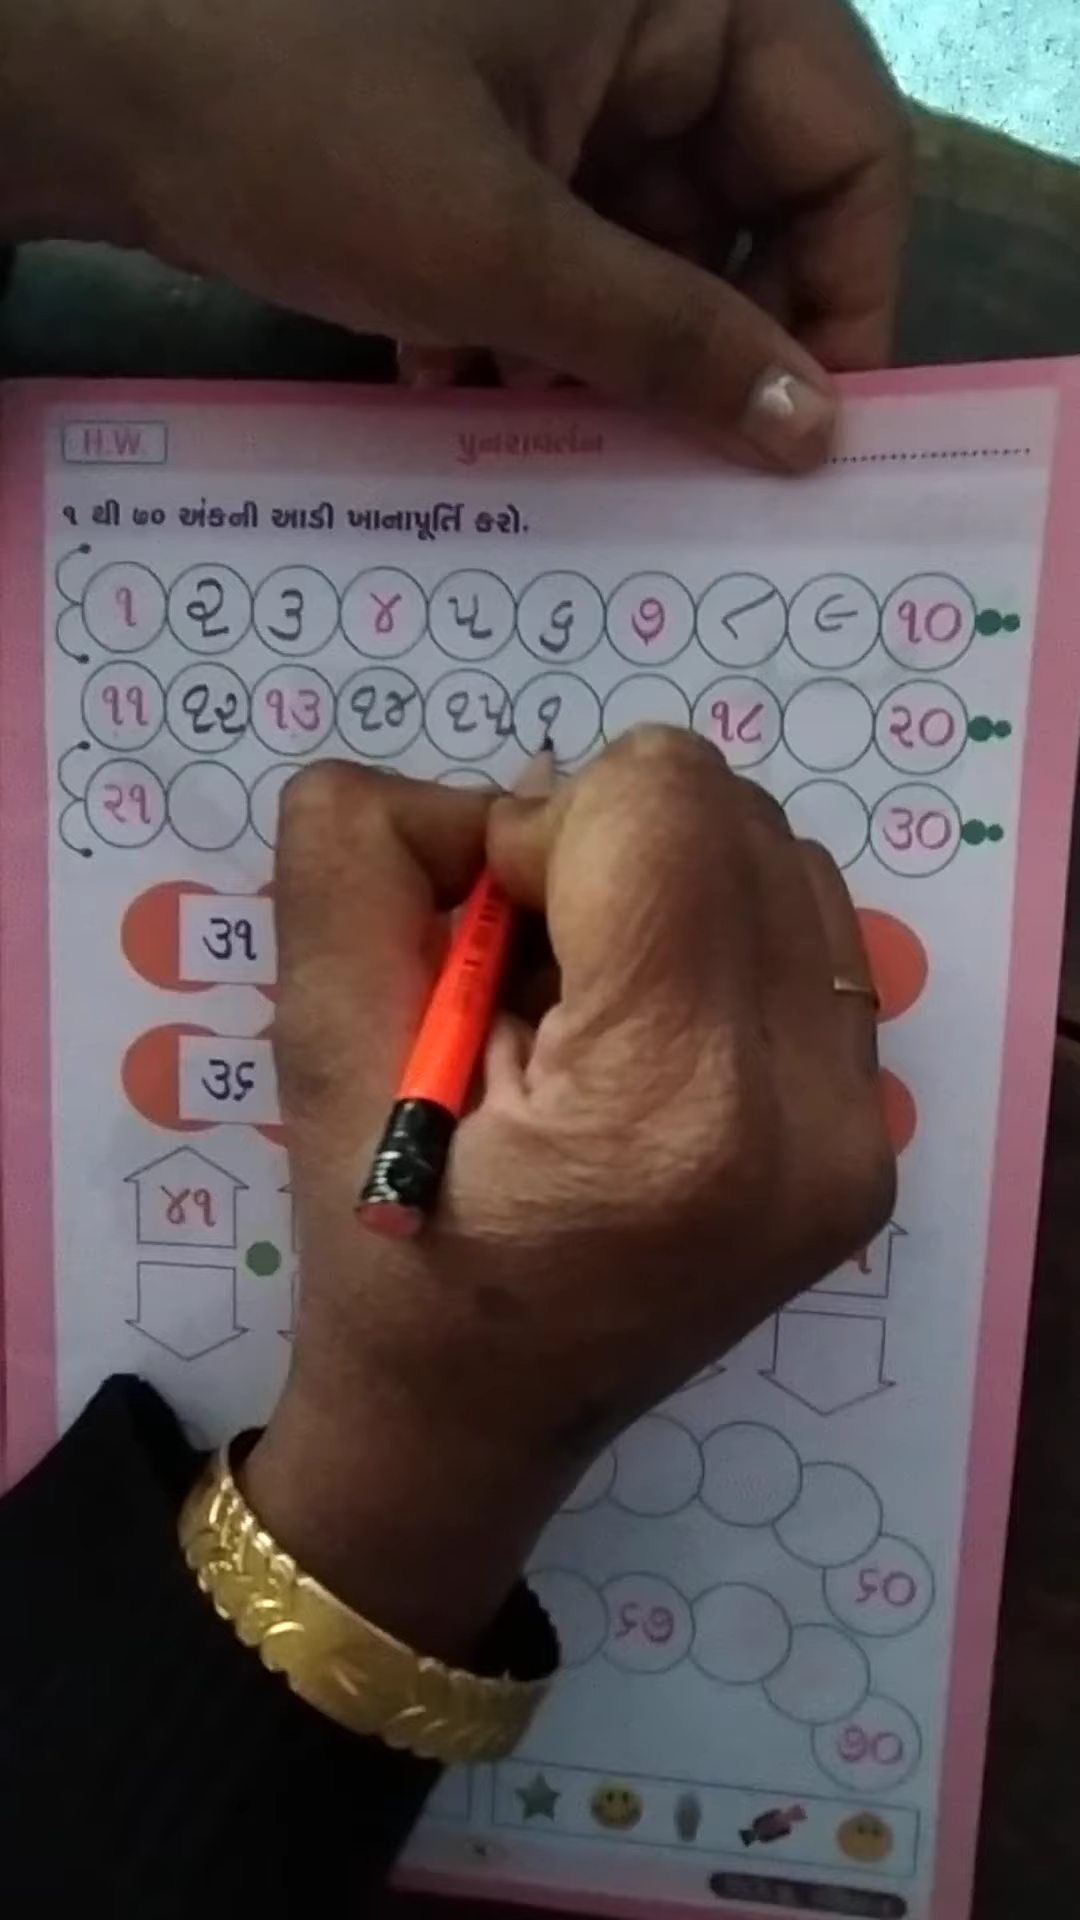 H.W.
પુનરાવર્તન
૧ થી ૭૦ અંકની આડી ખાનાપૂર્તિ કરો.
૧ ૨ ૩ ૪ ૫ ૬ ૭ ૮ ૯ ૧૦
૧૧ ૧૨ ૧૩ ૧૪ ૧૫ ૧ ૧૮ ૨૦
૨૧ ૩૦
૩૧
૩૬
૪૧
૬૦
૬૭
૭૦